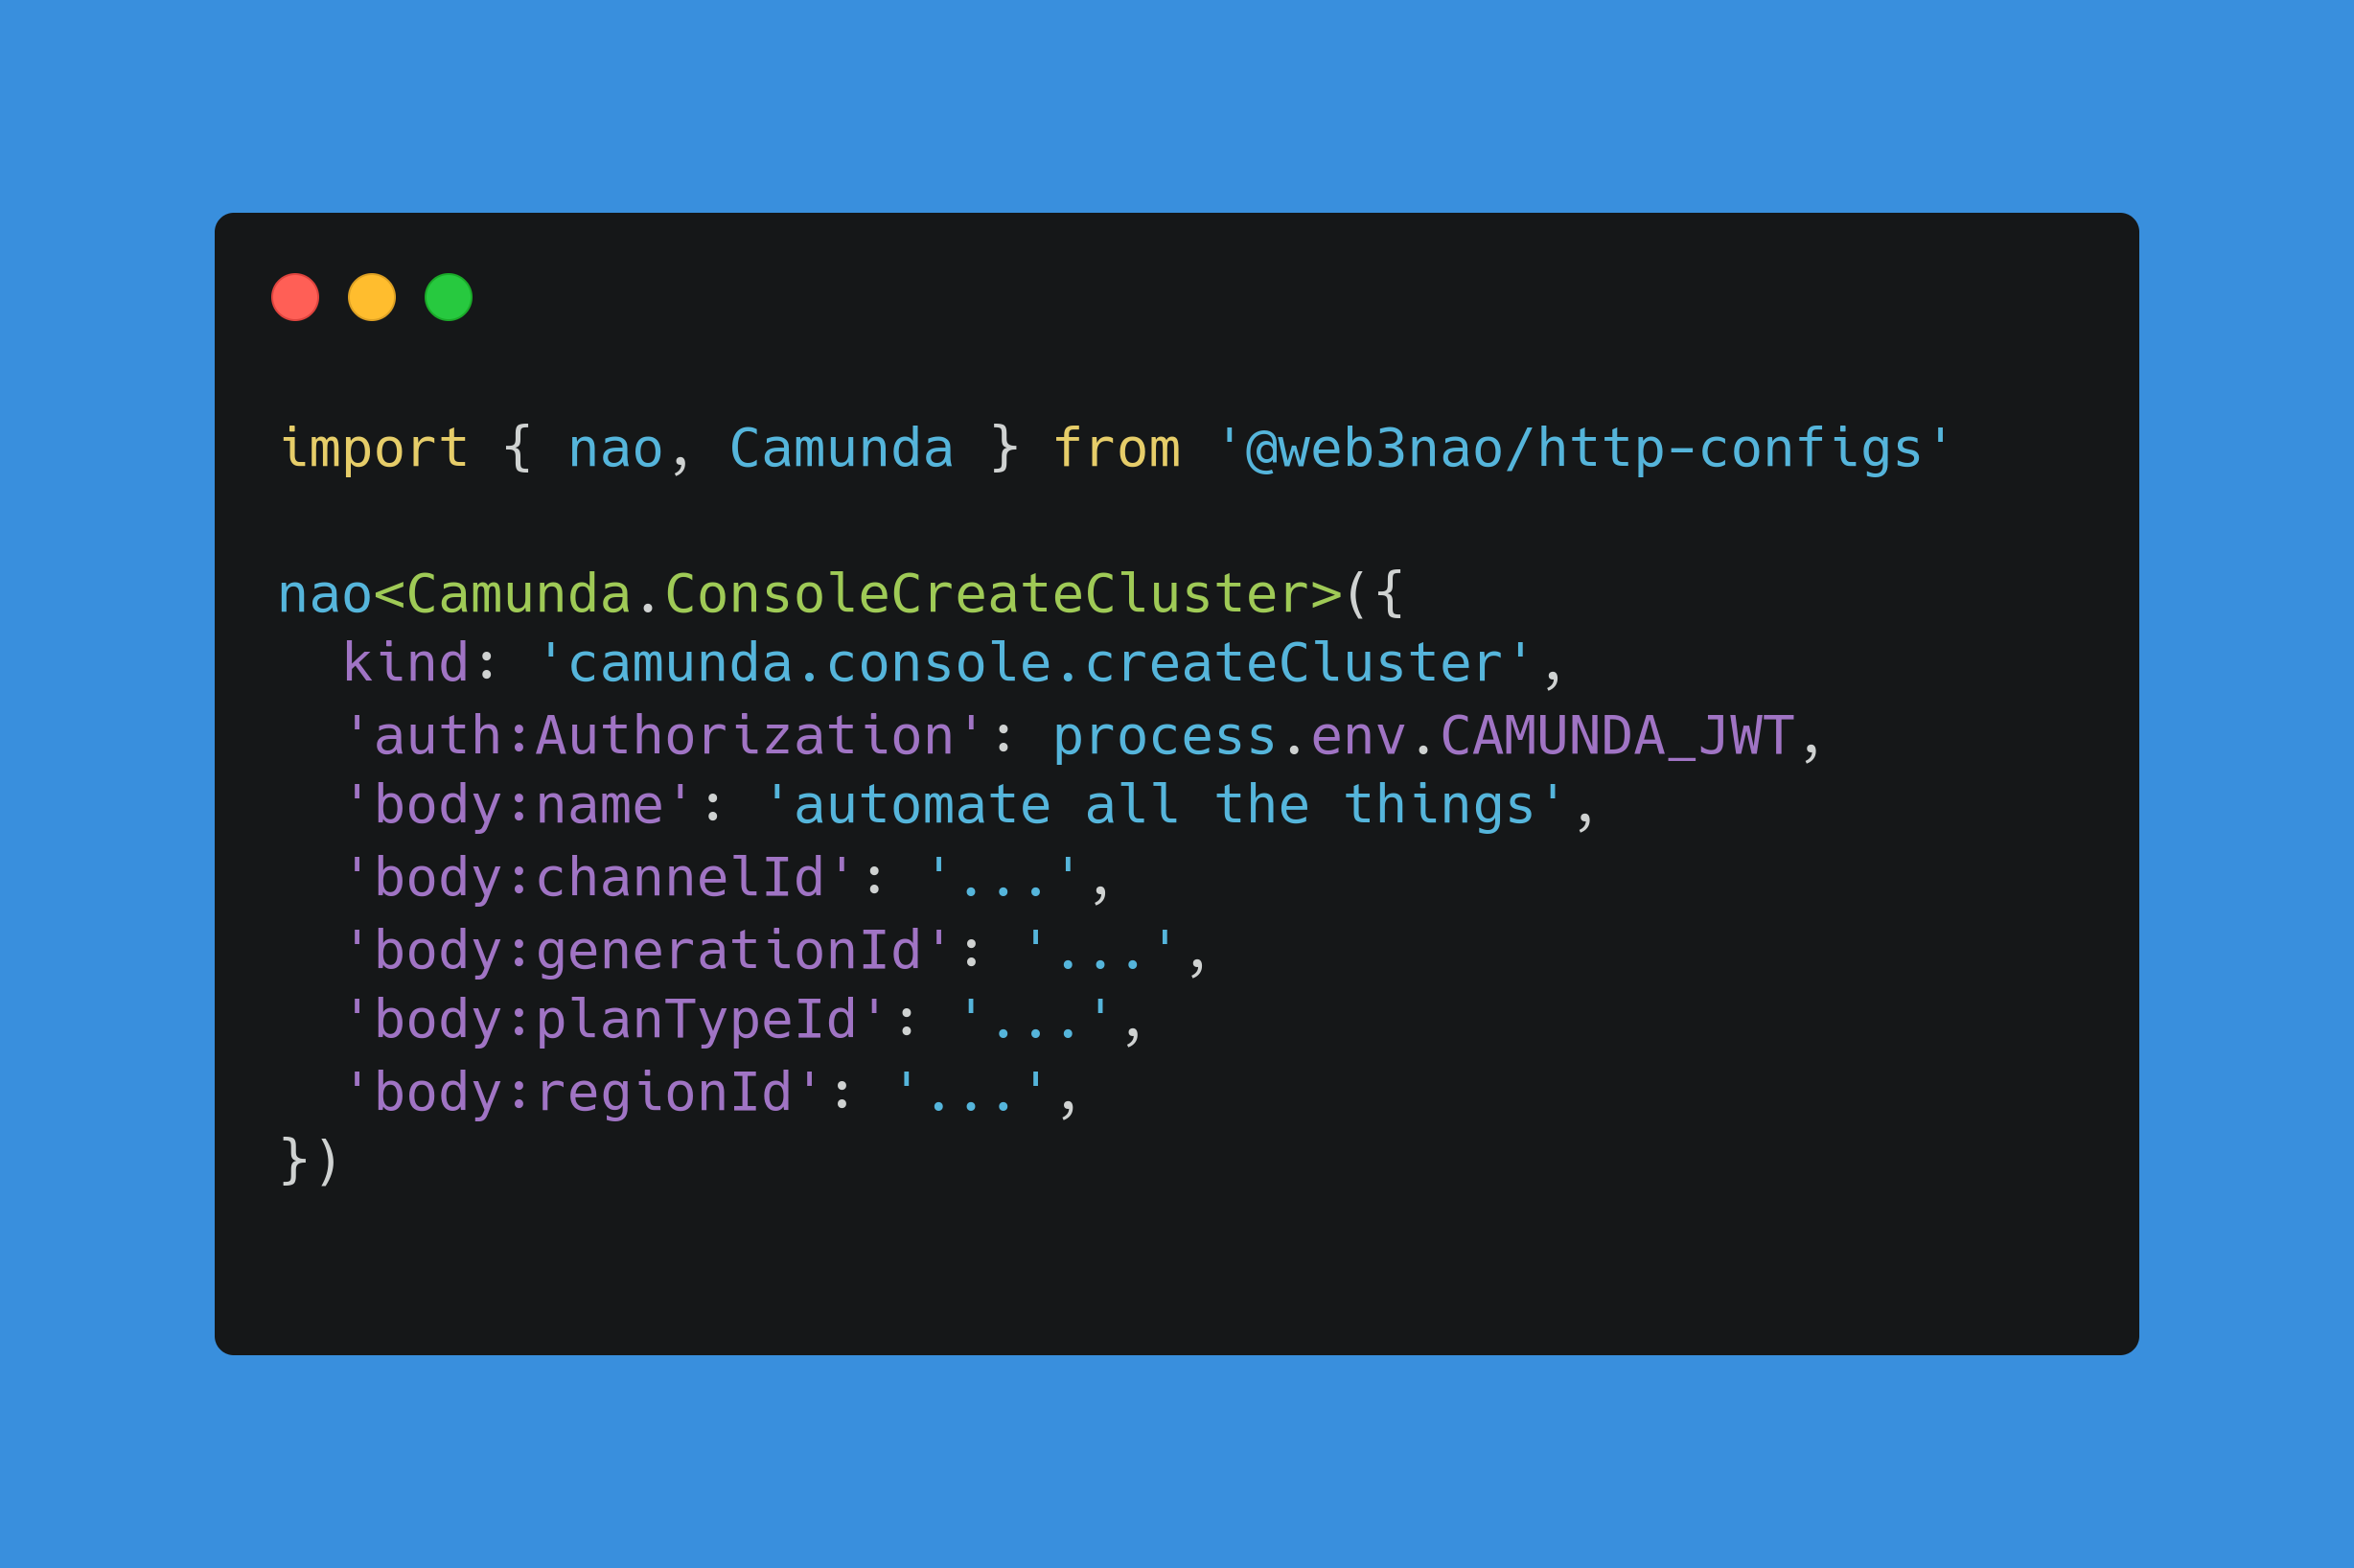 import { nao, Camunda } from '@web3nao/http-configs'
nao<Camunda.ConsoleCreateCluster>({
  kind: 'camunda.console.createCluster',
  'auth:Authorization': process.env.CAMUNDA_JWT,
  'body:name': 'automate all the things',
  'body:channelId': '...',
  'body:generationId': '...',
  'body:planTypeId': '...',
  'body:regionId': '...',
})